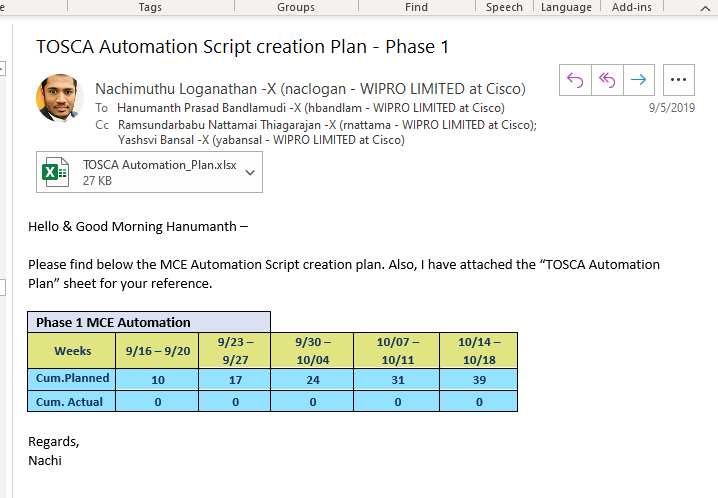 e Tags Groups Find Speech Language Add-ins
TOSCA Automation Script creation Plan - Phase 1
Nachimuthu Loganathan -X (naclogan - WIPRO LIMITED at Cisco)
To Hanumanth Prasad Bandlamudi -X (hbandlam - WIPRO LIMITED at Cisco)
9/5/2019
Cc Ramsundarbabu Nattamai Thiagarajan -X (rnattama - WIPRO LIMITED at Cisco);
Yashsvi Bansal -X (yabansal - WIPRO LIMITED at Cisco)
TOSCA Automation_Plan.xlsx
27 KB
Hello & Good Morning Hanumanth –
Please find below the MCE Automation Script creation plan. Also, I have attached the “TOSCA Automation
Plan” sheet for your reference.
Phase 1 MCE Automation
Weeks 9/16 – 9/20 9/23 – 9/27 9/30 – 10/04 10/07 – 10/11 10/14 – 10/18
Cum.Planned 10 17 24 31 39
Cum. Actual 0 0 0 0 0
Regards,
Nachi